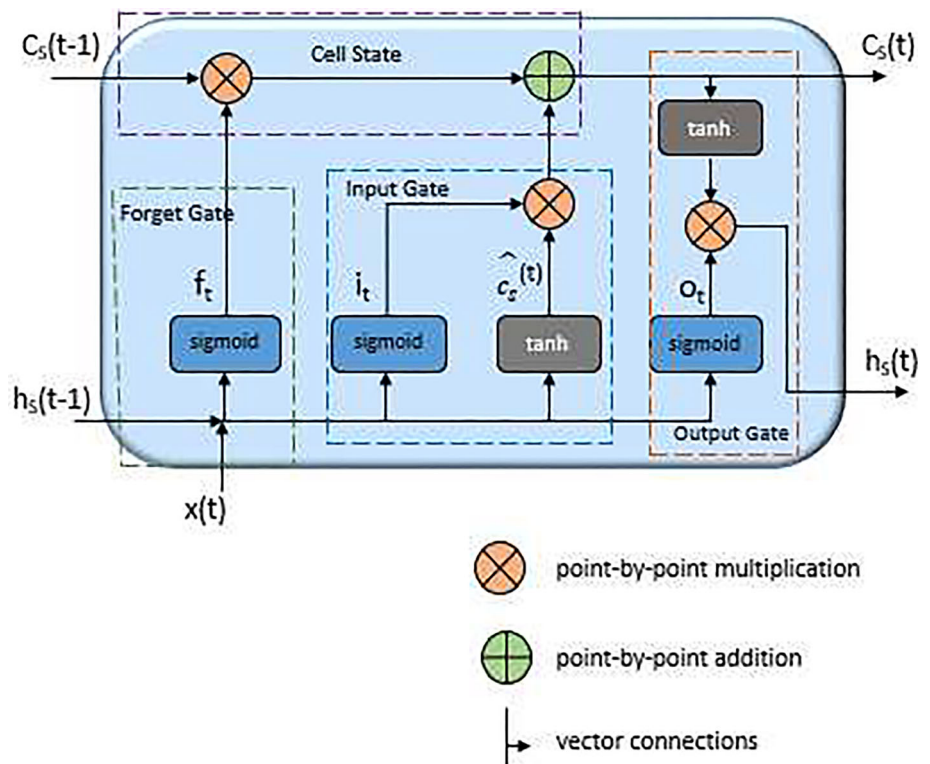 Cs(t-1)
Cell State
Cs(t)
tanh
Input Gate
Forget Gate
ft
it
ĉs(t)
Ot
sigmoid
sigmoid
tanh
sigmoid
hs(t)
hs(t-1)
Output Gate
x(t)
point-by-point multiplication
point-by-point addition
vector connections